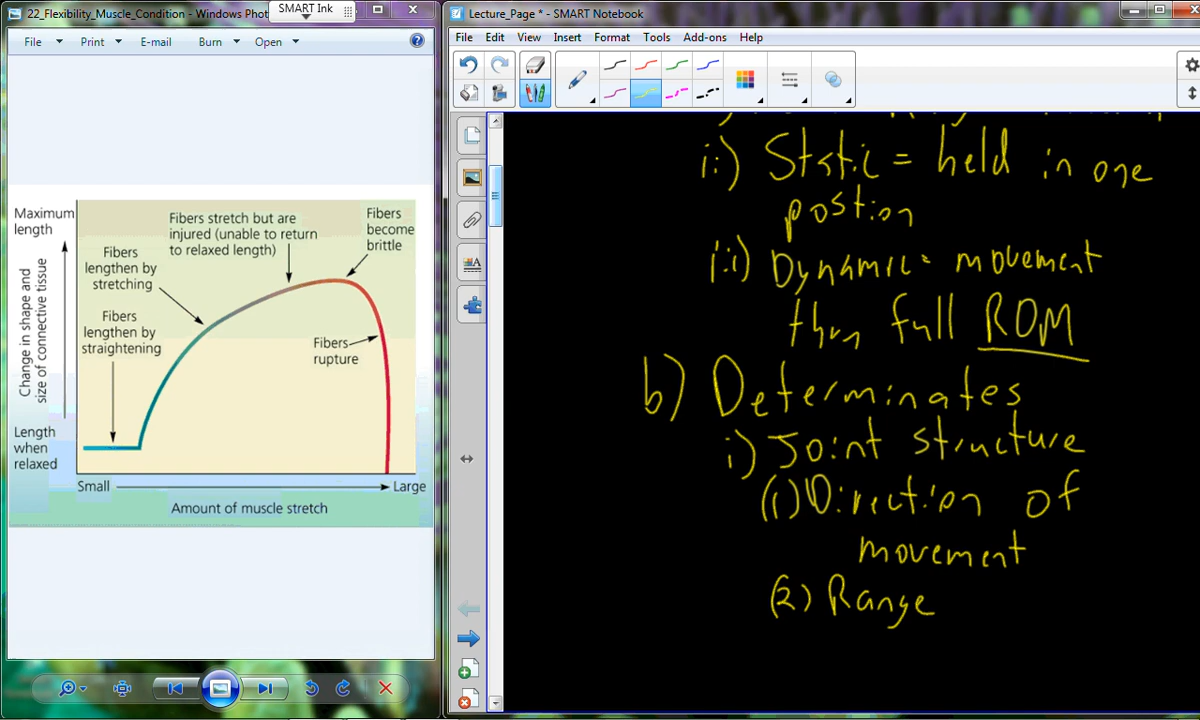 22_Flexibility_Muscle_Condition - Windows Phot
SMART Ink
File Print E-mail Burn Open
Maximum length
Change in shape and size of connective tissue
Length when relaxed
Fibers lengthen by straightening
Fibers lengthen by stretching
Fibers stretch but are injured (unable to return to relaxed length)
Fibers become brittle
Fibers rupture
Small
Large
Amount of muscle stretch
Lecture_Page * - SMART Notebook
File Edit View Insert Format Tools Add-ons Help
ii) Static = held in one
postion
iii) Dynamic = movement
thru full ROM
b) Determinates
i) Joint structure
(1) Direction of
movement
(2) Range